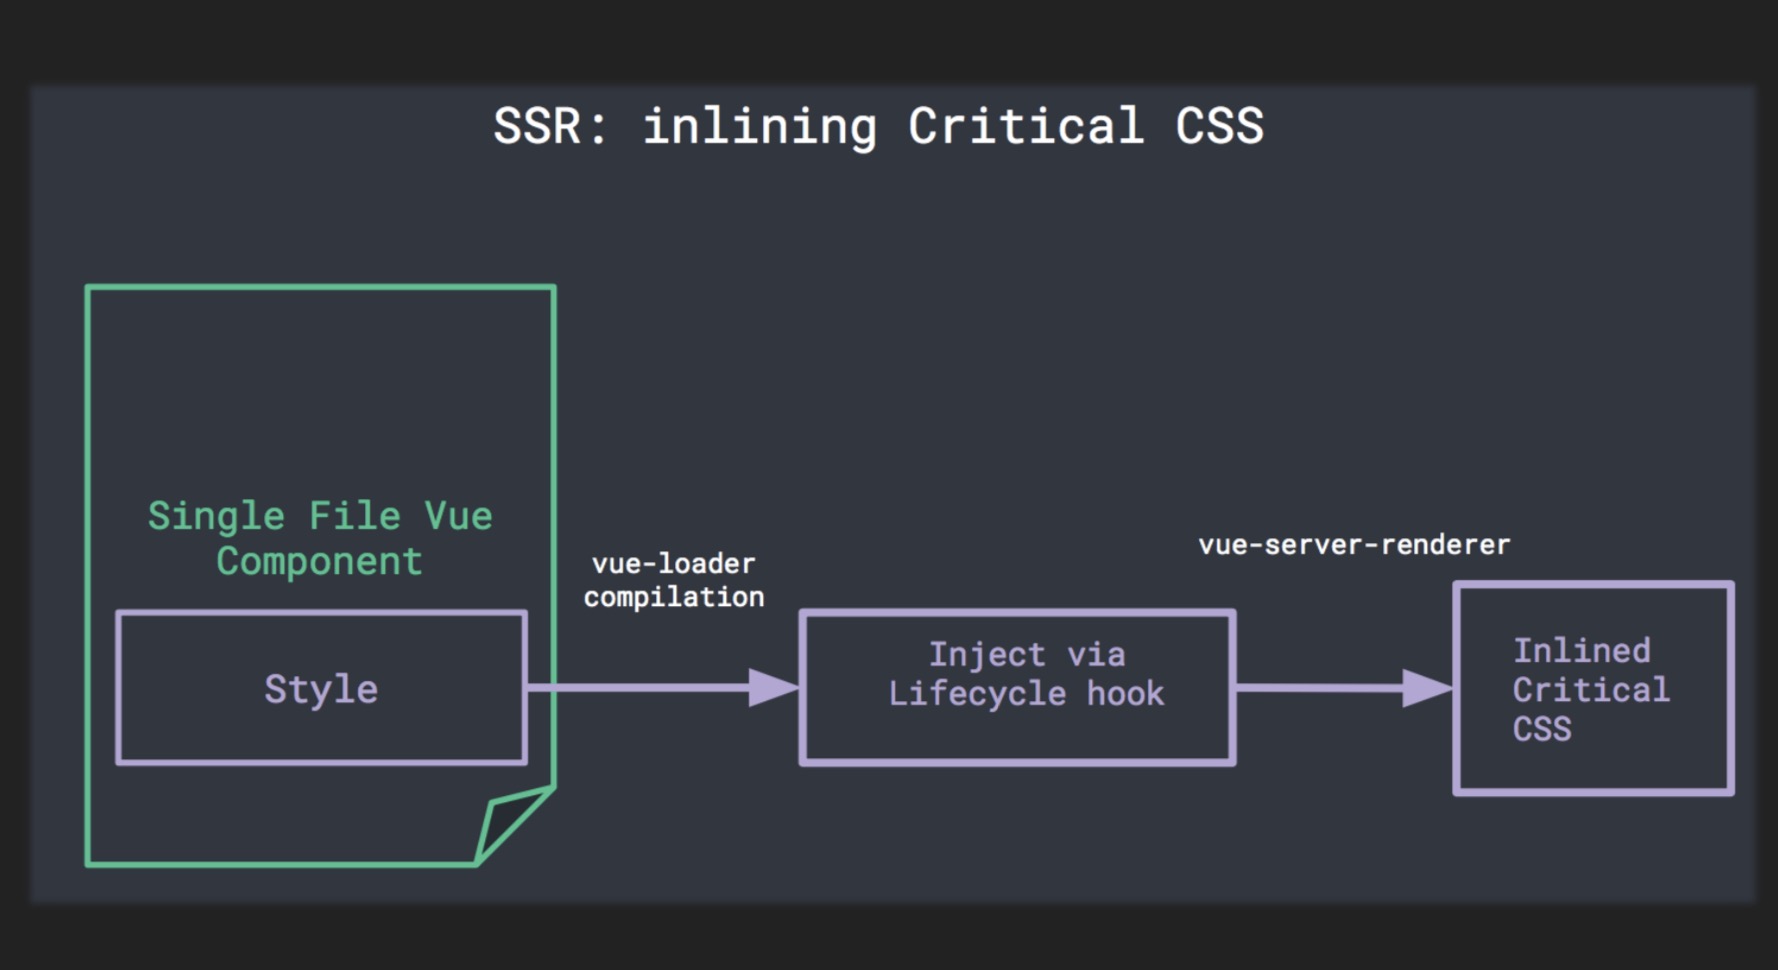 SSR: inlining Critical CSS
Single File Vue
Component
Style
vue-loader
compilation
Inject via
Lifecycle hook
vue-server-renderer
Inlined
Critical
CSS